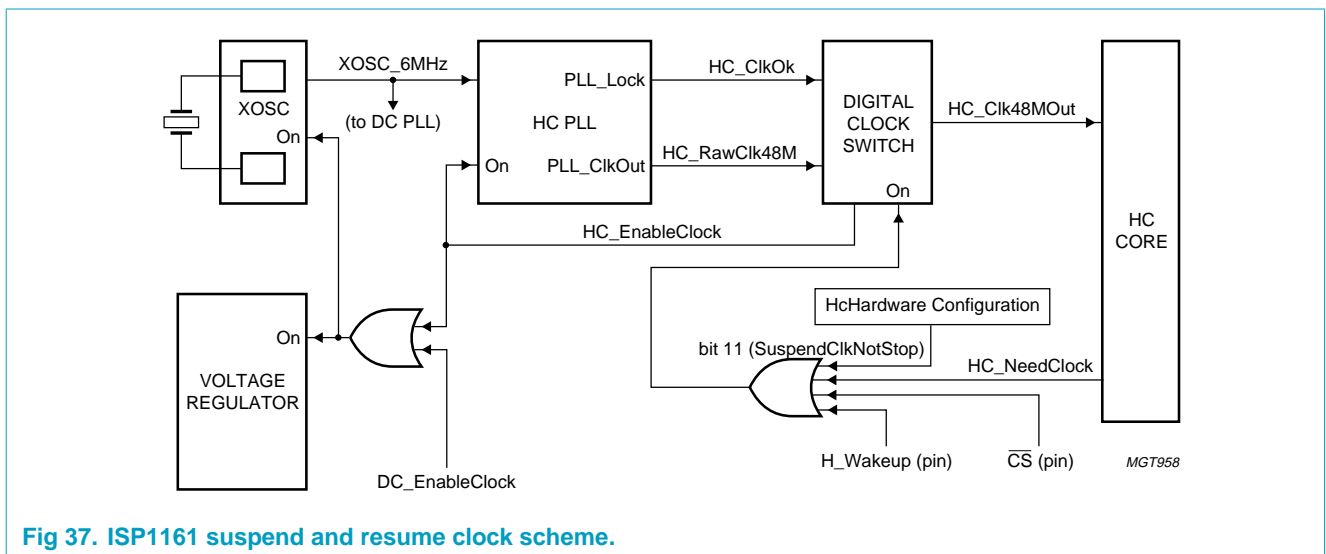 XOSC_6MHz
PLL_Lock
HC_ClkOk
XOSC
(to DC PLL)
HC PLL
DIGITAL
CLOCK
SWITCH
HC_Clk48MOut
On
On
PLL_ClkOut
HC_RawClk48M
On
HC_EnableClock
HC
CORE
HcHardware Configuration
On
bit 11 (SuspendClkNotStop)
HC_NeedClock
VOLTAGE
REGULATOR
H_Wakeup (pin)
C̅S̅ (pin)
MGT958
DC_EnableClock
Fig 37. ISP1161 suspend and resume clock scheme.